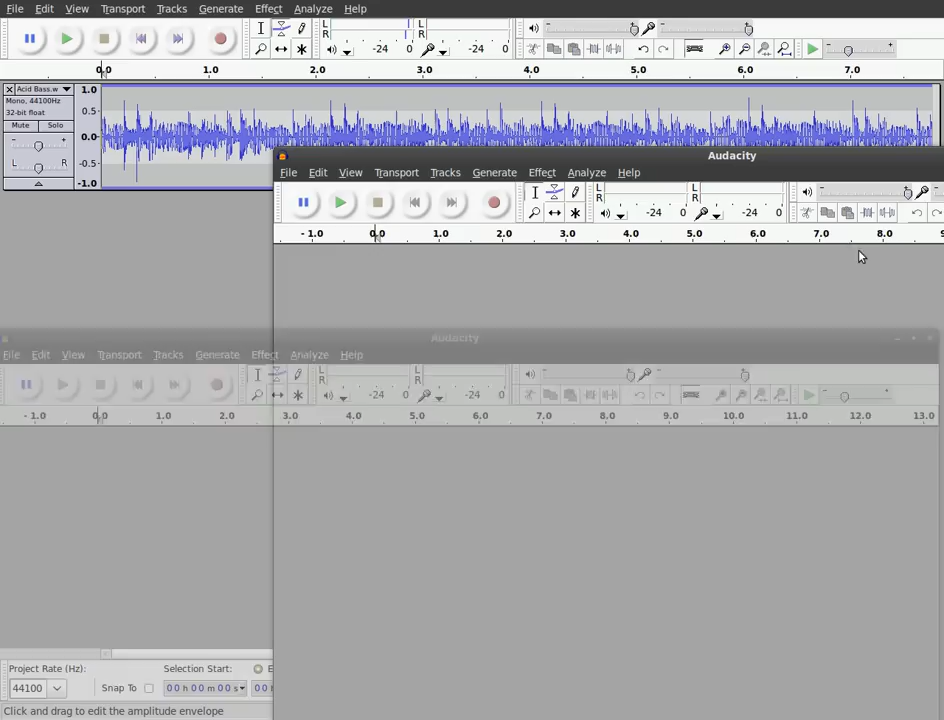 File Edit View Transport Tracks Generate Effect Analyze Help
L
R
-24 0
L
R
-24 0
0.0 1.0 2.0 3.0 4.0 5.0 6.0 7.0
Acid Bass.w
Mono, 44100Hz
32-bit float
Mute Solo
- +
L R
1.0
0.5
0.0
-0.5
-1.0
Audacity
File Edit View Transport Tracks Generate Effect Analyze Help
L
R
-24 0
L
R
-24 0
- 1.0 0.0 1.0 2.0 3.0 4.0 5.0 6.0 7.0 8.0 9
Audacity
File Edit View Transport Tracks Generate Effect Analyze Help
L
R
-24 0
L
R
-24 0
- 1.0 0.0 1.0 2.0 3.0 4.0 5.0 6.0 7.0 8.0 9.0 10.0 11.0 12.0 13.0
Project Rate (Hz): Selection Start: E
44100 Snap To 00 h 00 m 00 s 00
Click and drag to edit the amplitude envelope